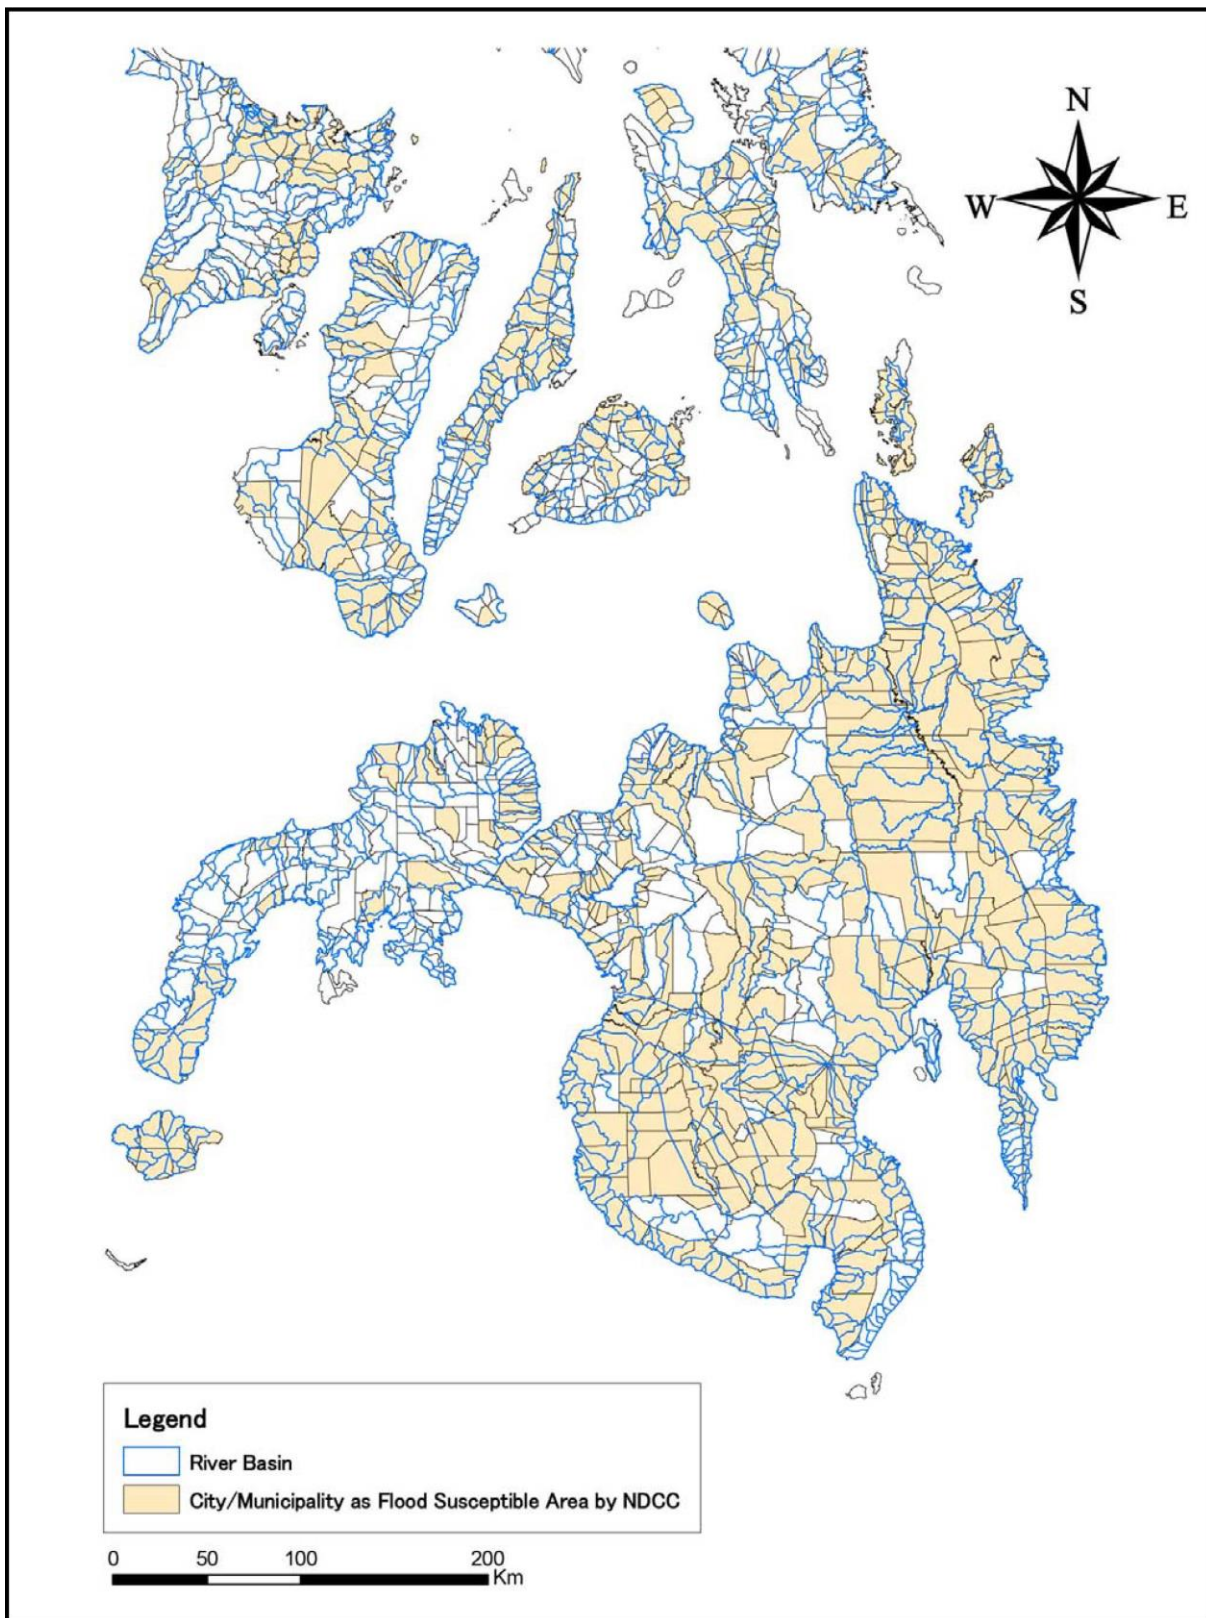 N
W E
S
Legend
River Basin
City/Municipality as Flood Susceptible Area by NDCC
0 50 100 200
Km